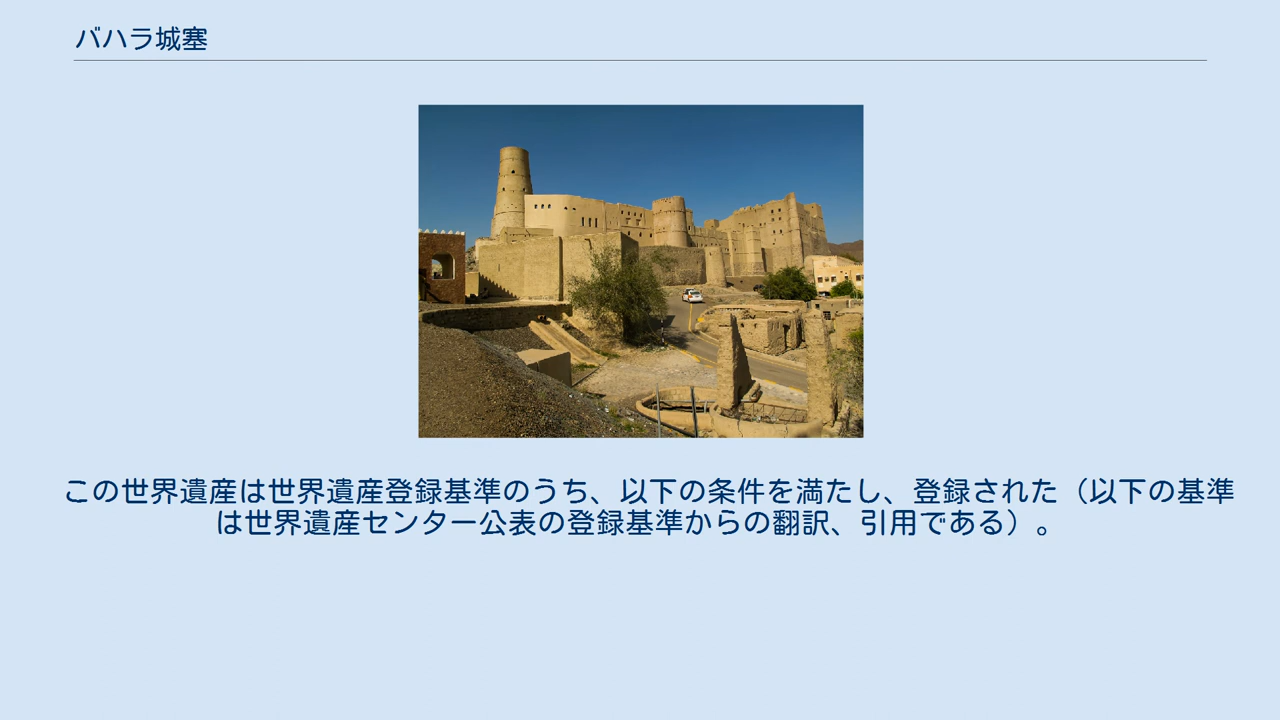 バハラ城塞
この世界遺産は世界遺産登録基準のうち、以下の条件を満たし、登録された（以下の基準
は世界遺産センター公表の登録基準からの翻訳、引用である）。